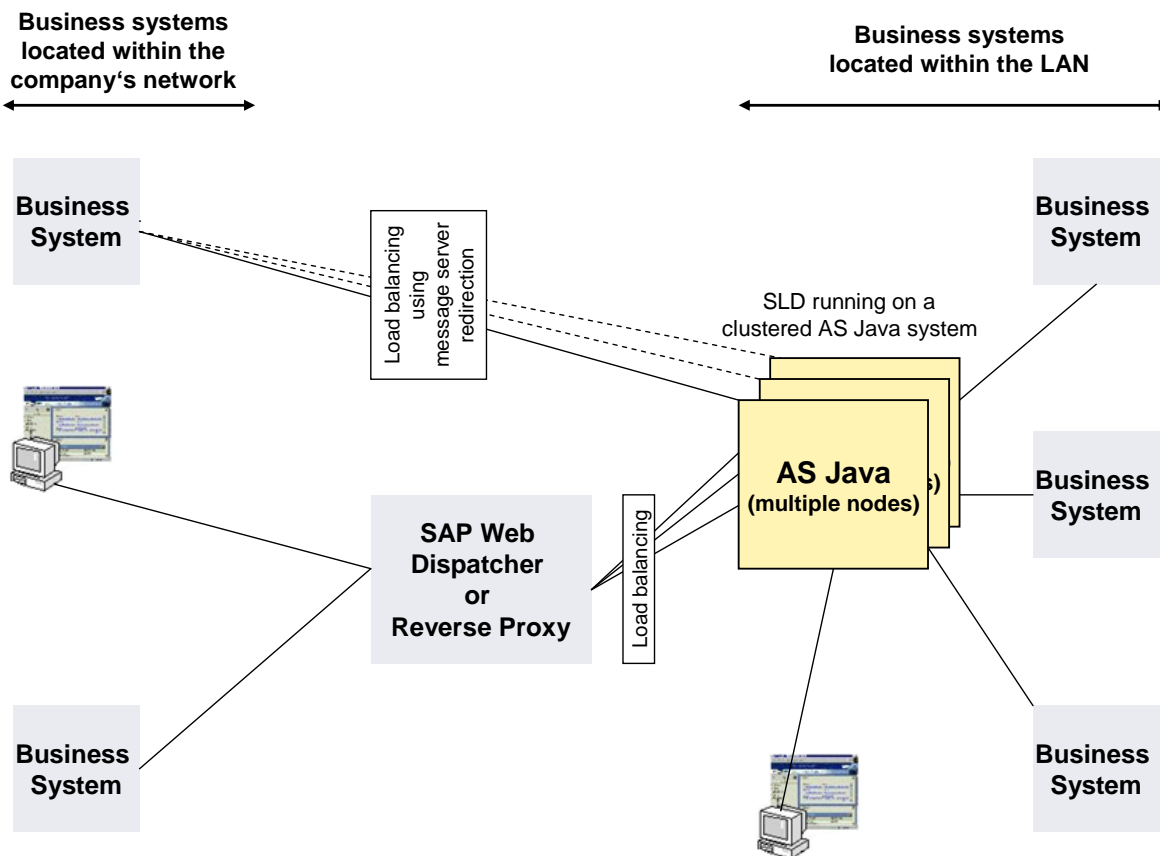 Business systems
located within the
company‘s network
Business systems
located within the LAN
Business
System
Load balancing
using
message server
redirection
Business
System
SLD running on a
clustered AS Java system
AS Java
(multiple nodes)
s)
Business
System
SAP Web
Dispatcher
or
Reverse Proxy
Load balancing
Business
System
Business
System